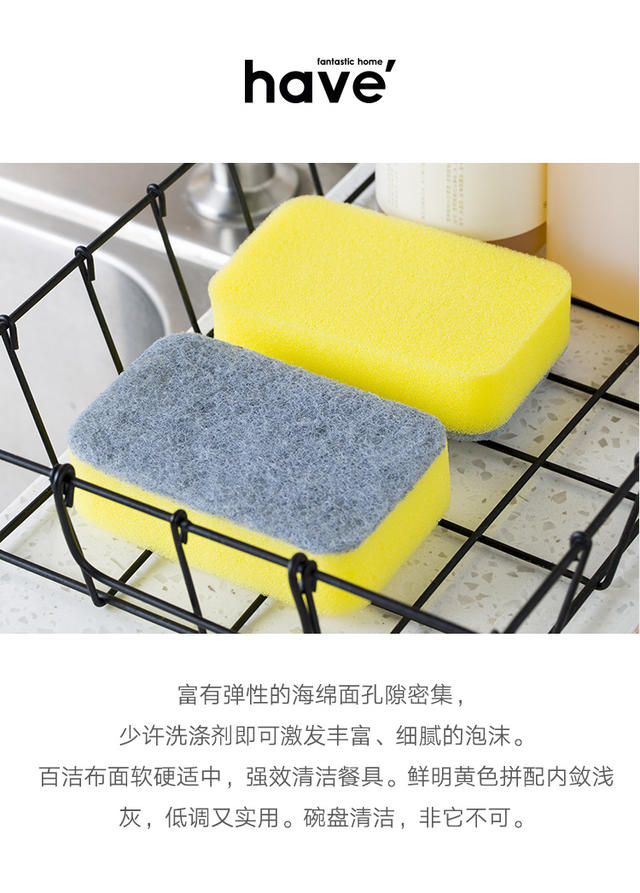 fantastic home
have’
富有弹性的海绵面孔隙密集，
少许洗涤剂即可激发丰富、细腻的泡沫。
百洁布面软硬适中，强效清洁餐具。鲜明黄色拼配内敛浅
灰，低调又实用。碗盘清洁，非它不可。